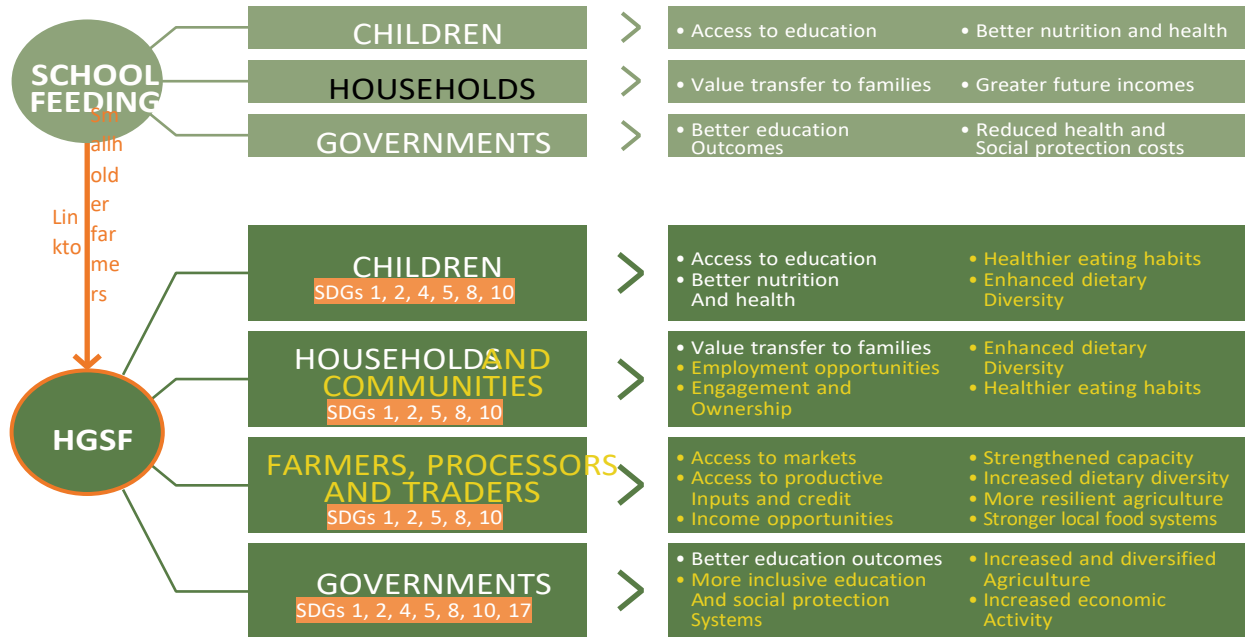 SCHOOL
FEEDING
CHILDREN
>
• Access to education
• Better nutrition and health
HOUSEHOLDS
>
• Value transfer to families
• Greater future incomes
GOVERNMENTS
>
• Better education
Outcomes
• Reduced health and
Social protection costs
Lin
kto
Sm
allh
old
er
far
me
rs
HGSF
CHILDREN
SDGs 1, 2, 4, 5, 8, 10
>
• Access to education
• Better nutrition
And health
• Healthier eating habits
• Enhanced dietary
Diversity
HOUSEHOLDS AND
COMMUNITIES
SDGs 1, 2, 5, 8, 10
>
• Value transfer to families
• Employment opportunities
• Engagement and
Ownership
• Enhanced dietary
Diversity
• Healthier eating habits
FARMERS, PROCESSORS
AND TRADERS
SDGs 1, 2, 5, 8, 10
>
• Access to markets
• Access to productive
Inputs and credit
• Income opportunities
• Strengthened capacity
• Increased dietary diversity
• More resilient agriculture
• Stronger local food systems
GOVERNMENTS
SDGs 1, 2, 4, 5, 8, 10, 17
>
• Better education outcomes
• More inclusive education
And social protection
Systems
• Increased and diversified
Agriculture
• Increased economic
Activity